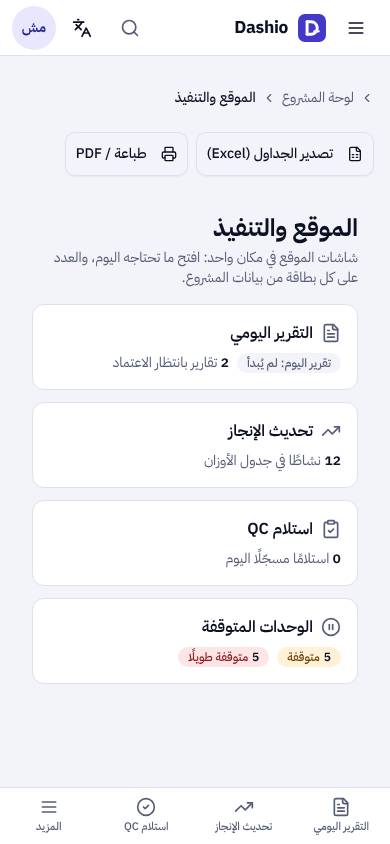 Dashio
مش
لوحة المشروع
الموقع والتنفيذ
تصدير الجداول (Excel)
طباعة / PDF
الموقع والتنفيذ
شاشات الموقع في مكان واحد: افتح ما تحتاجه اليوم، والعدد
على كل بطاقة من بيانات المشروع.
التقرير اليومي
تقرير اليوم: لم يُبدأ
2 تقارير بانتظار الاعتماد
تحديث الإنجاز
12 نشاطًا في جدول الأوزان
استلام QC
0 استلامًا مسجّلًا اليوم
الوحدات المتوقفة
5 متوقفة
5 متوقفة طويلًا
التقرير اليومي
تحديث الإنجاز
استلام QC
المزيد